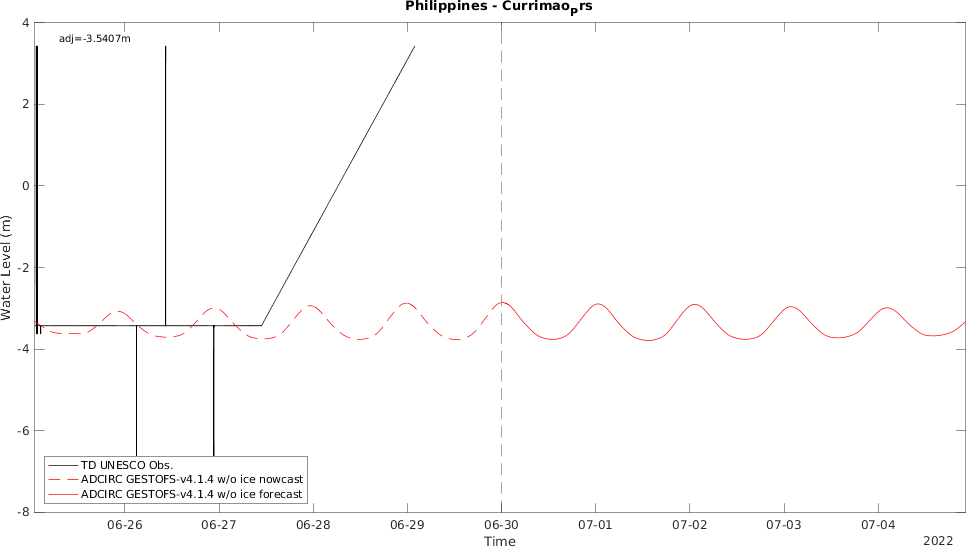 Philippines - Currimaoprs
adj=-3.5407m
4
2
0
-2
-4
-6
-8
Water Level (m)
TD UNESCO Obs.
ADCIRC GESTOFS-v4.1.4 w/o ice nowcast
ADCIRC GESTOFS-v4.1.4 w/o ice forecast
06-26 06-27 06-28 06-29 06-30 07-01 07-02 07-03 07-04
Time
2022